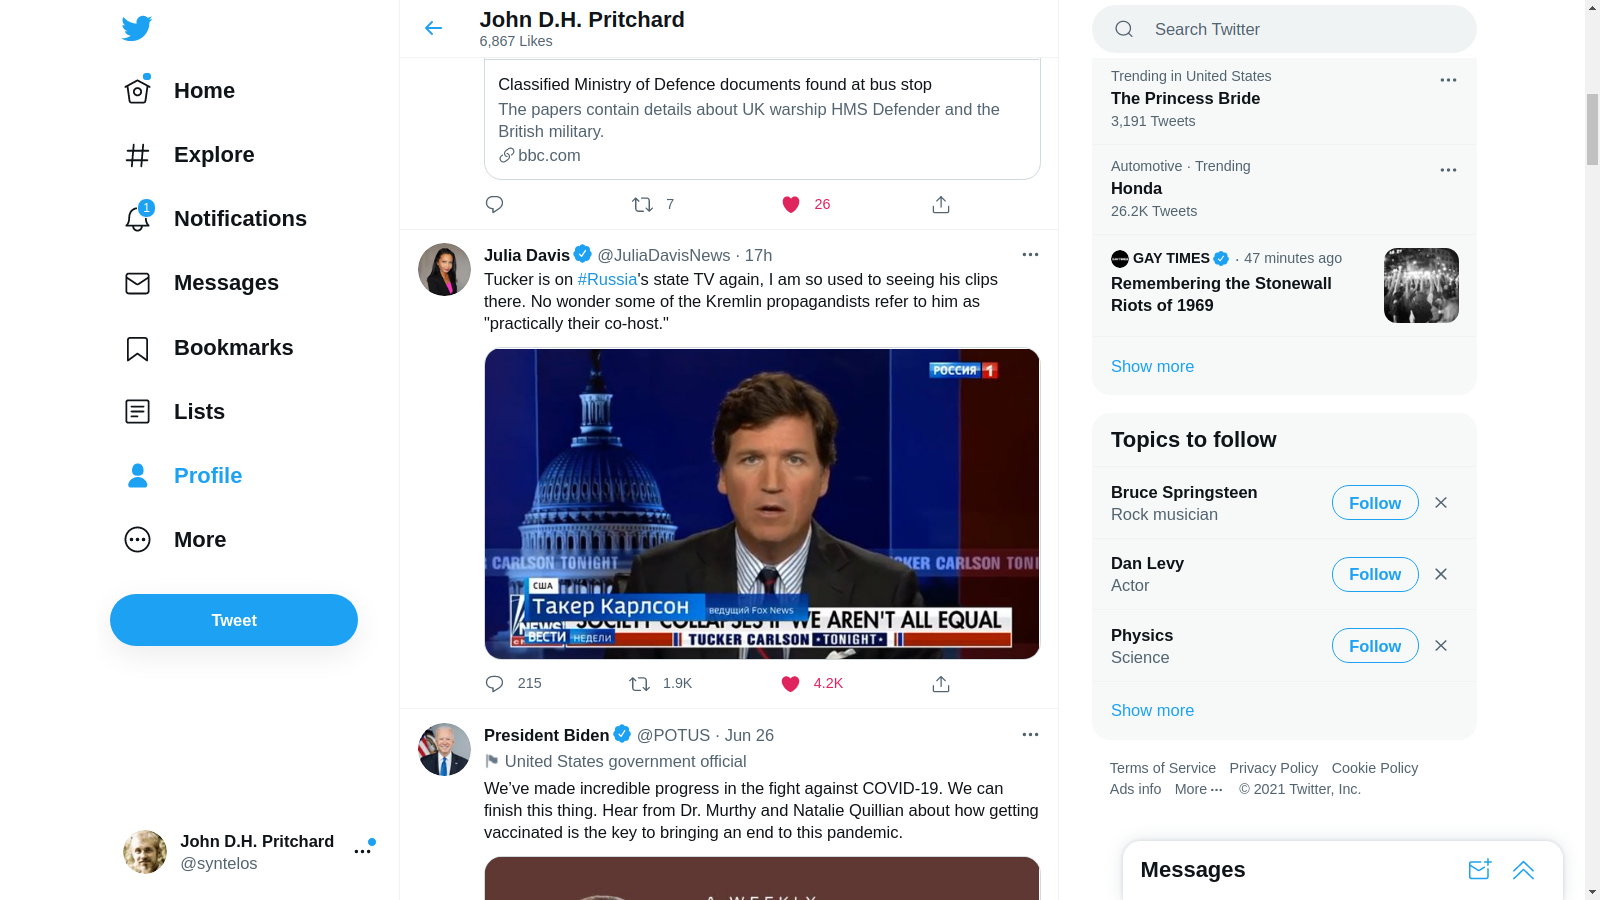 Home
Explore
1
Notifications
Messages
Bookmarks
Lists
Profile
More
Tweet
John D.H. Pritchard
@syntelos
John D.H. Pritchard
6,867 Likes
Classified Ministry of Defence documents found at bus stop
The papers contain details about UK warship HMS Defender and the
British military.
bbc.com
7
26
Julia Davis @JuliaDavisNews · 17h
Tucker is on #Russia's state TV again, I am so used to seeing his clips
there. No wonder some of the Kremlin propagandists refer to him as
"practically their co-host."
РОССИЯ 1
CARLSON TONIGHT
TUCKER CARLSON TONI
США
Такер Карлсон ведущий Fox News
SOCIETY COLLAPSES IF WE AREN'T ALL EQUAL
NEWS
ВЕСТИ НЕДЕЛИ
TUCKER CARLSON TONIGHT
215
1.9K
4.2K
President Biden @POTUS · Jun 26
United States government official
We've made incredible progress in the fight against COVID-19. We can
finish this thing. Hear from Dr. Murthy and Natalie Quillian about how getting
vaccinated is the key to bringing an end to this pandemic.
A WEEKLY
Search Twitter
Trending in United States
The Princess Bride
3,191 Tweets
Automotive · Trending
Honda
26.2K Tweets
GAY TIMES · 47 minutes ago
Remembering the Stonewall
Riots of 1969
Show more
Topics to follow
Bruce Springsteen
Rock musician
Follow
Dan Levy
Actor
Follow
Physics
Science
Follow
Show more
Terms of Service Privacy Policy Cookie Policy
Ads info More ··· © 2021 Twitter, Inc.
Messages